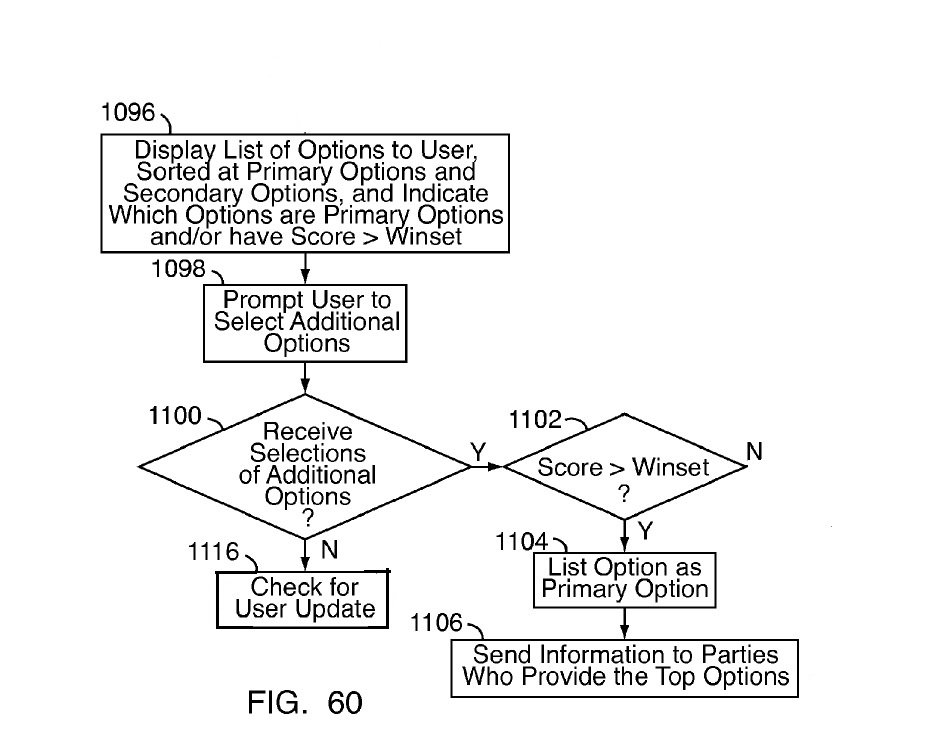 1096
Display List of Options to User,
Sorted at Primary Options and
Secondary Options, and Indicate
Which Options are Primary Options
and/or have Score > Winset
1098
Prompt User to
Select Additional
Options
1100
Receive
Selections
of Additional
Options
?
Y
N
1102
Score > Winset
?
N
Y
1116
Check for
User Update
1104
List Option as
Primary Option
1106
Send Information to Parties
Who Provide the Top Options
FIG. 60